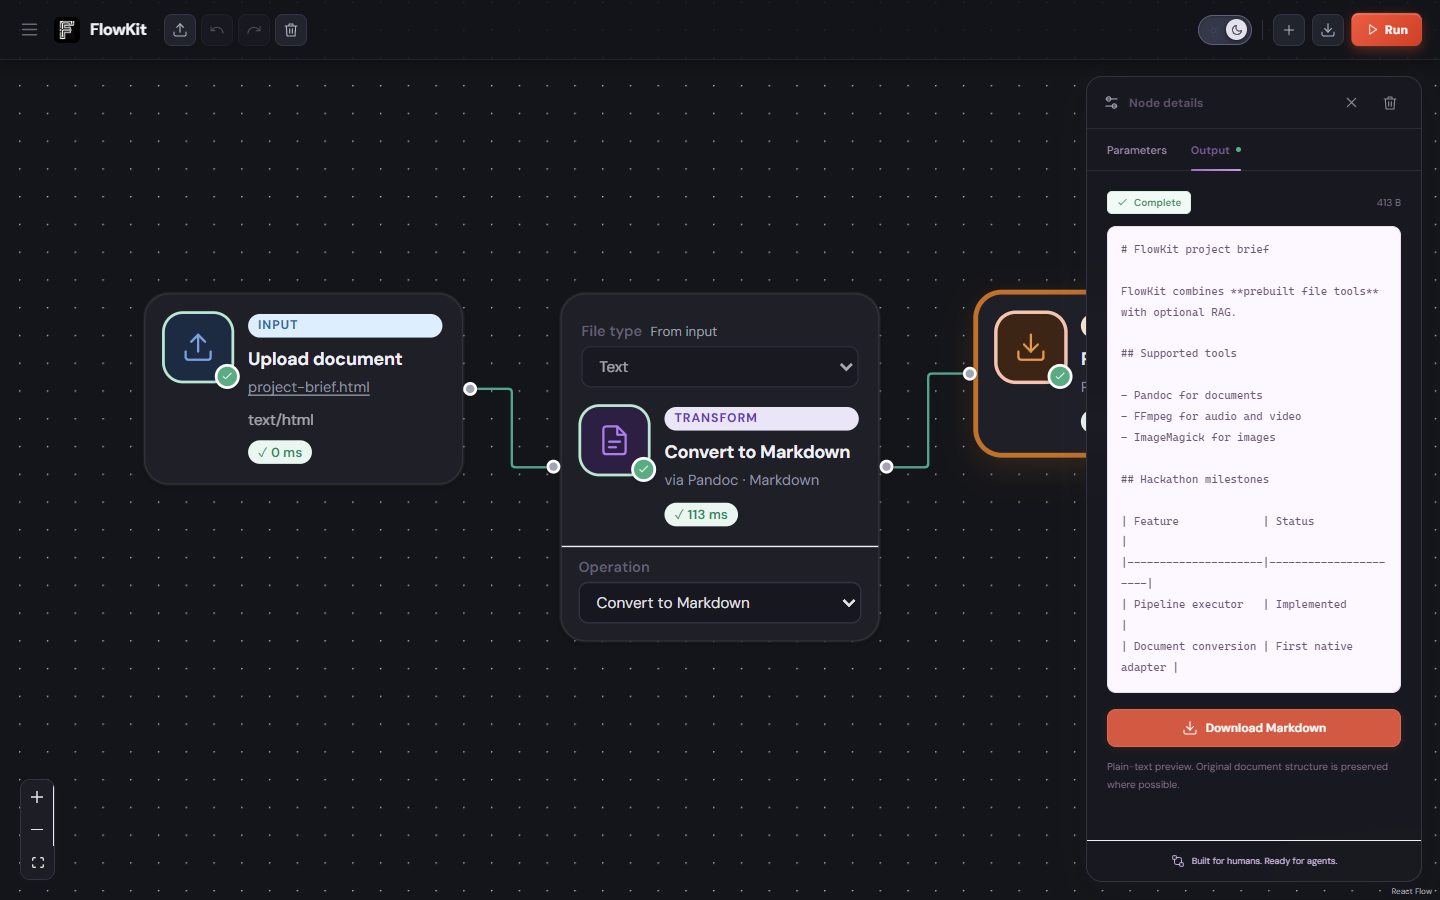 FlowKit
Run
Node details
Parameters
Output
Complete
413 B
# FlowKit project brief
FlowKit combines **prebuilt file tools**
with optional RAG.
## Supported tools
- Pandoc for documents
- FFmpeg for audio and video
- ImageMagick for images
## Hackathon milestones
| Feature | Status
|
|---------------------|-------------------
----|
| Pipeline executor | Implemented
|
| Document conversion | First native
adapter |
Download Markdown
Plain-text preview. Original document structure is preserved
where possible.
Built for humans. Ready for agents.
INPUT
Upload document
project-brief.html
text/html
✓ 0 ms
File type From input
Text
TRANSFORM
Convert to Markdown
via Pandoc · Markdown
✓ 113 ms
Operation
Convert to Markdown
React Flow